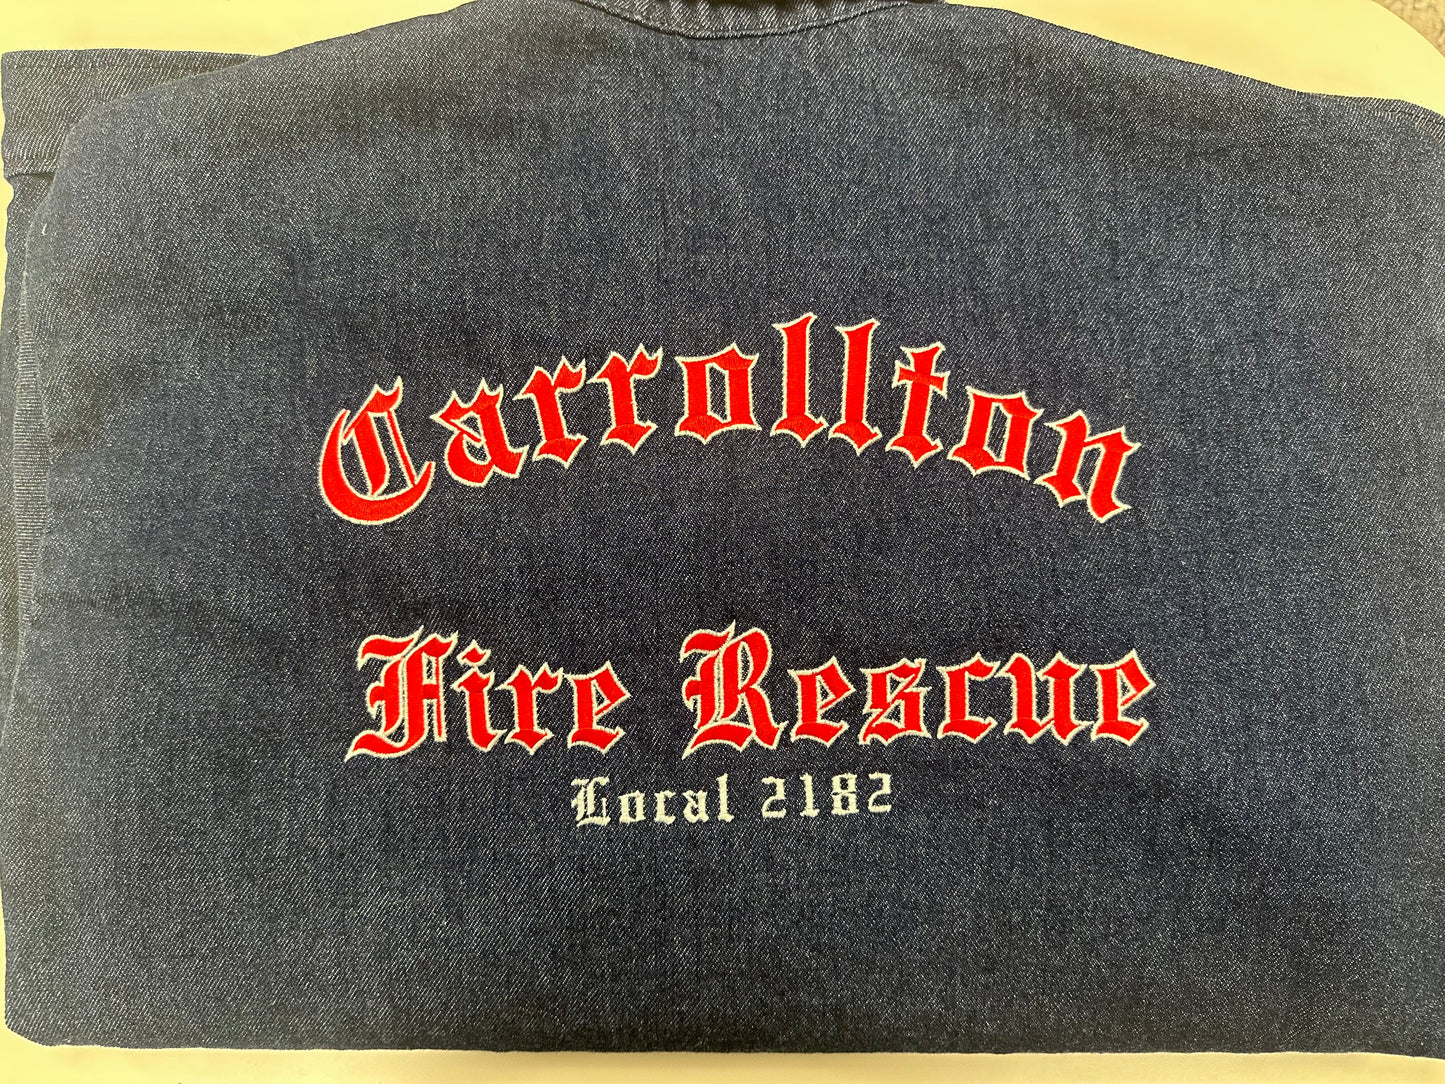 Carrollton
Fire Rescue
Local 2182